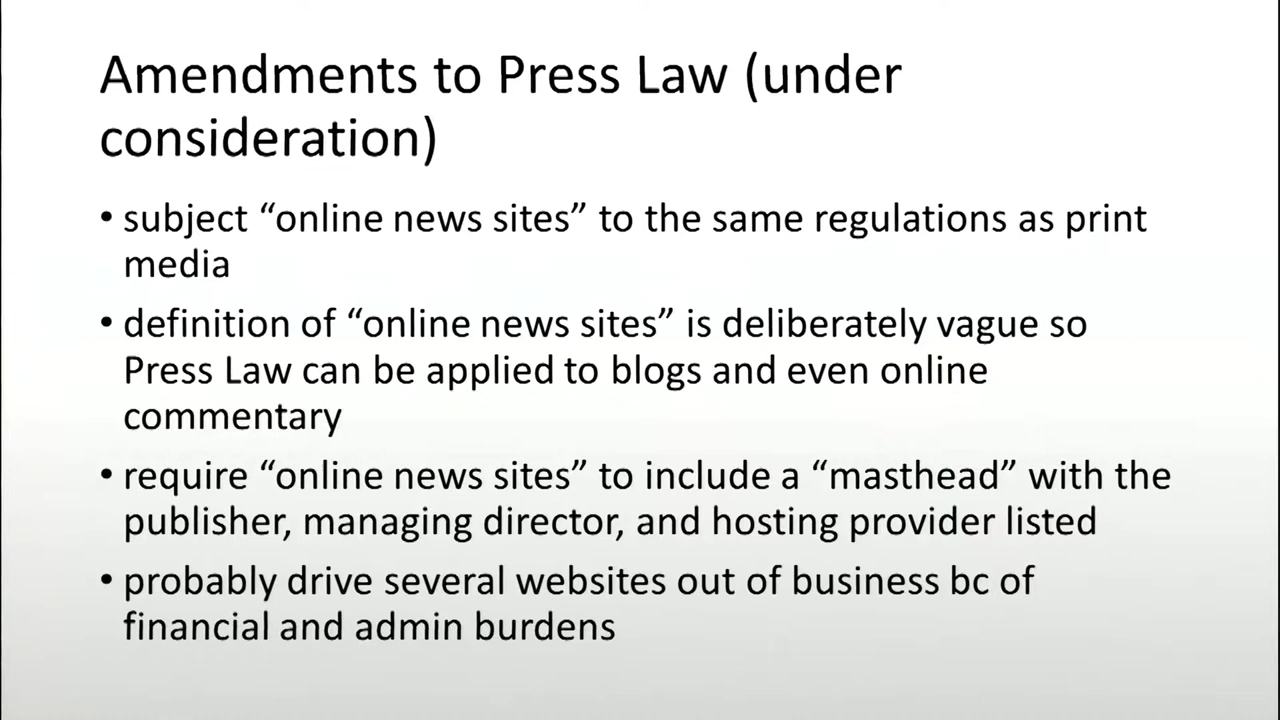 Amendments to Press Law (under
consideration)
• subject “online news sites” to the same regulations as print
media
• definition of “online news sites” is deliberately vague so
Press Law can be applied to blogs and even online
commentary
• require “online news sites” to include a “masthead” with the
publisher, managing director, and hosting provider listed
• probably drive several websites out of business bc of
financial and admin burdens